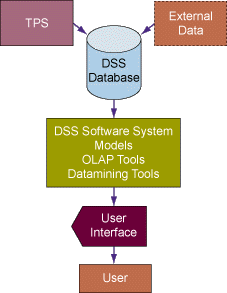 TPS
External
Data
DSS
Database
DSS Software System
Models
OLAP Tools
Datamining Tools
User
Interface
User